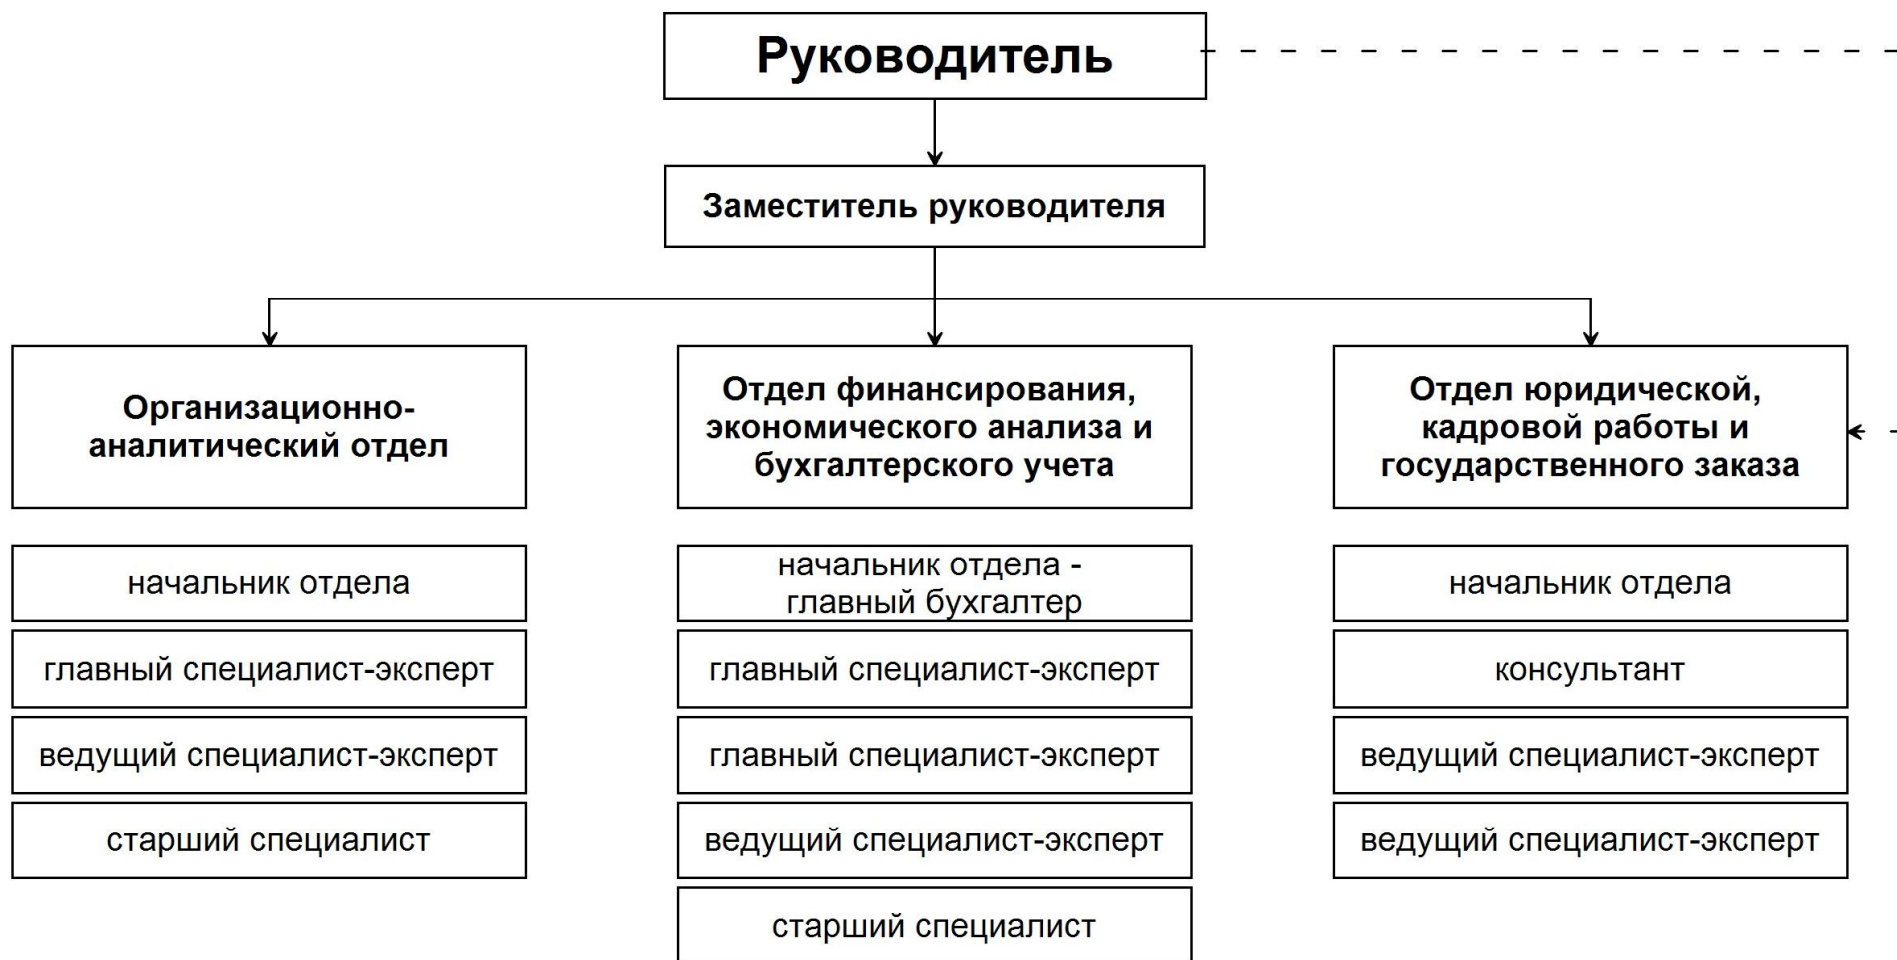 Руководитель
Заместитель руководителя
Организационно-
аналитический отдел
Отдел финансирования,
экономического анализа и
бухгалтерского учета
Отдел юридической,
кадровой работы и
государственного заказа
начальник отдела
главный специалист-эксперт
ведущий специалист-эксперт
старший специалист
начальник отдела -
главный бухгалтер
главный специалист-эксперт
главный специалист-эксперт
ведущий специалист-эксперт
старший специалист
начальник отдела
консультант
ведущий специалист-эксперт
ведущий специалист-эксперт